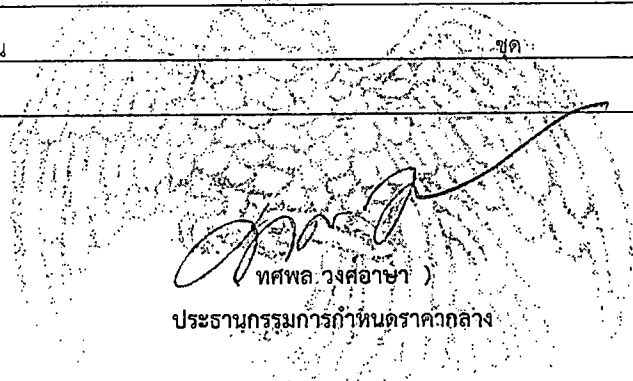 น ชุด
ทศพล วงศ์อาษา )
ประธานกรรมการกำหนดราคากลาง